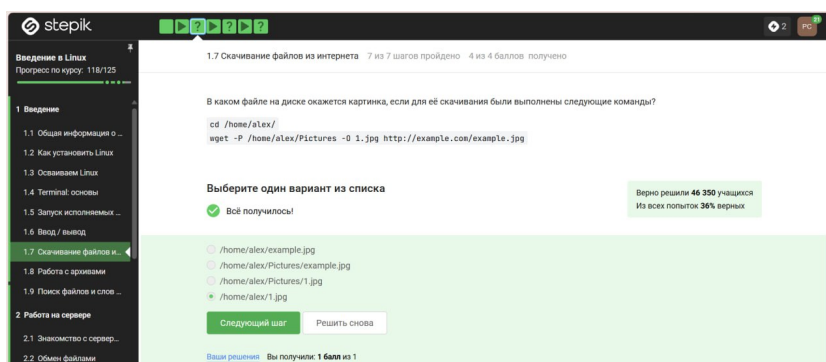 stepik
2
PC
21
Введение в Linux
Прогресс по курсу: 118/125
1 Введение
1.1 Общая информация о ...
1.2 Как установить Linux
1.3 Осваиваем Linux
1.4 Terminal: основы
1.5 Запуск исполняемых ...
1.6 Ввод / вывод
1.7 Скачивание файлов и...
1.8 Работа с архивами
1.9 Поиск файлов и слов ...
2 Работа на сервере
2.1 Знакомство с сервер...
2.2 Обмен файлами
1.7 Скачивание файлов из интернета 7 из 7 шагов пройдено 4 из 4 баллов получено
В каком файле на диске окажется картинка, если для её скачивания были выполнены следующие команды?
cd /home/alex/
wget -P /home/alex/Pictures -O 1.jpg http://example.com/example.jpg
Выберите один вариант из списка
Всё получилось!
Верно решили 46 350 учащихся
Из всех попыток 36% верных
/home/alex/example.jpg
/home/alex/Pictures/example.jpg
/home/alex/Pictures/1.jpg
/home/alex/1.jpg
Следующий шаг Решить снова
Ваши решения Вы получили: 1 балл из 1